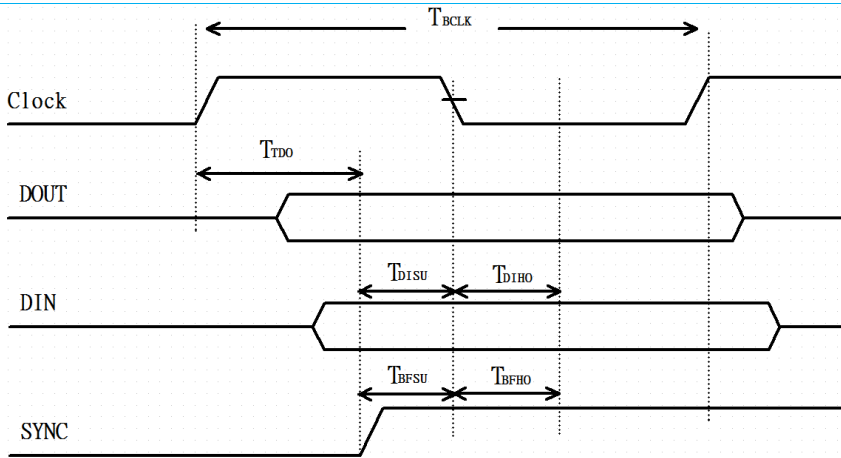 TBCLK
Clock
TTDO
DOUT
TDISU
TDIHO
DIN
TBFSU
TBFHO
SYNC